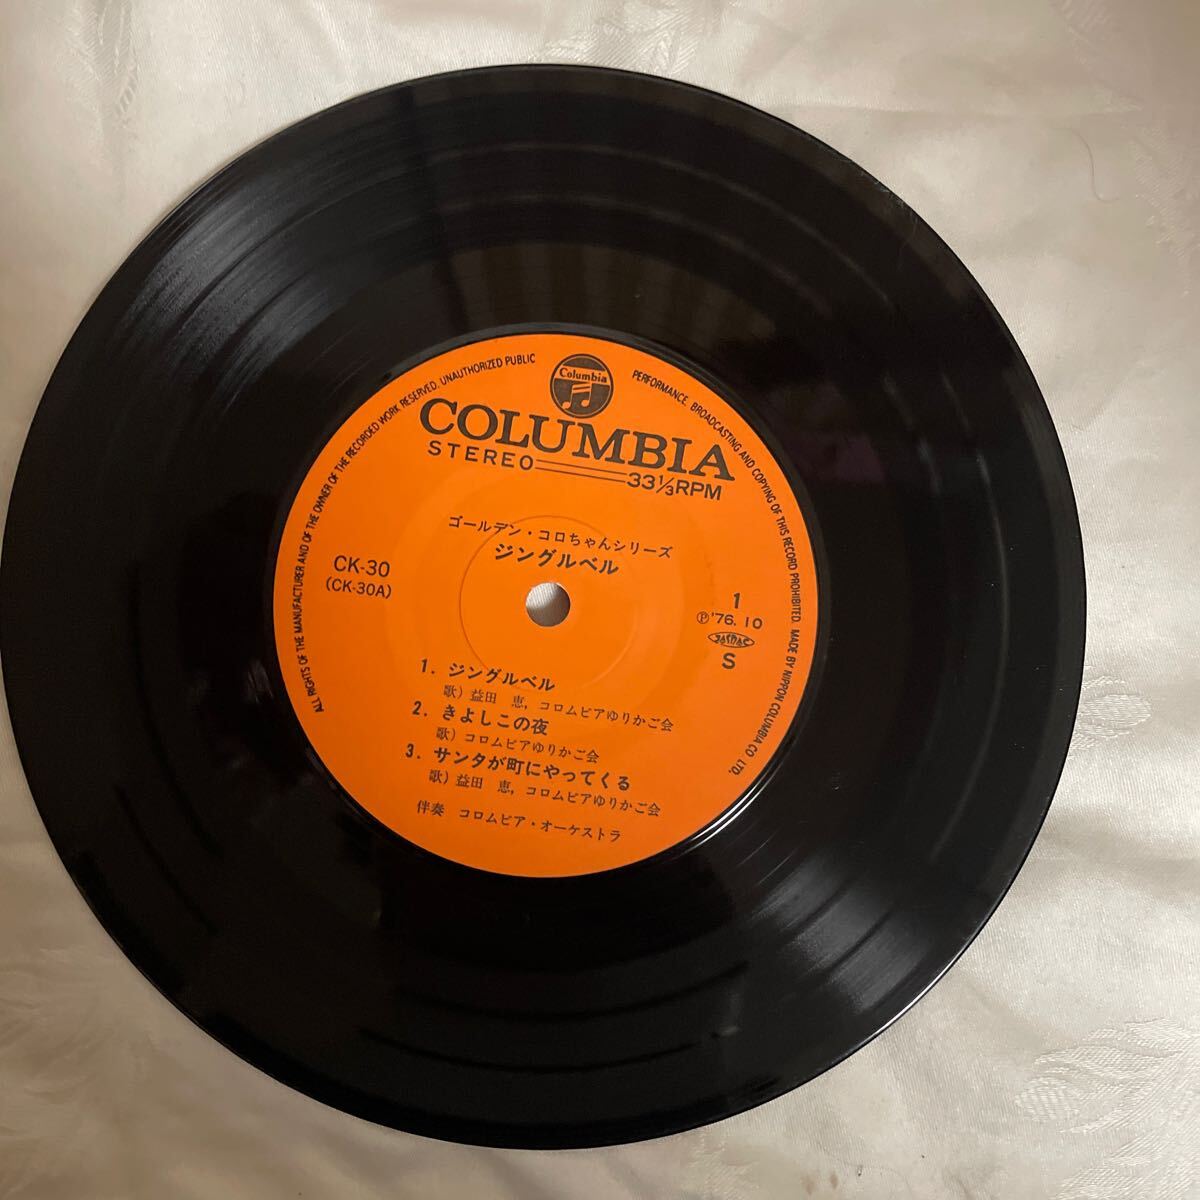 ALL RIGHTS OF THE MANUFACTURER AND OF THE OWNER OF THE RECORDED WORK RESERVED. UNAUTHORIZED PUBLIC PERFORMANCE. BROADCASTING AND COPYING OF THIS RECORD PROHIBITED. MADE BY NIPPON COLUMBIA CO. LTD.
Columbia
COLUMBIA
STEREO 33⅓RPM
ゴールデン・コロちゃんシリーズ
ジングルベル
CK-30
(CK-30A)
1
Ⓟ'76.10
JASRAC
S
1. ジングルベル
歌) 益田 恵, コロムビアゆりかご会
2. きよしこの夜
歌) コロムビアゆりかご会
3. サンタが町にやってくる
歌) 益田 恵, コロムビアゆりかご会
伴奏 コロムビア・オーケストラ